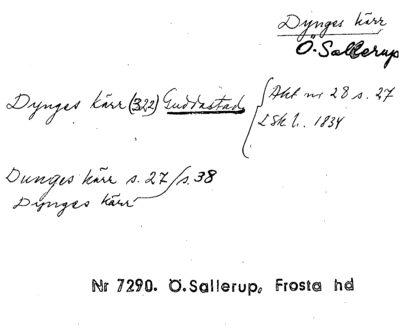 Dynges kärr
Ö. Sallerup
Dynges kärr (322) Guddastad
Akt nr 28 s. 27
LSkl. 1834
Dunges kärr s. 27 / s. 38
Dynges kärr
Nr 7290. Ö. Sallerup, Frosta hd